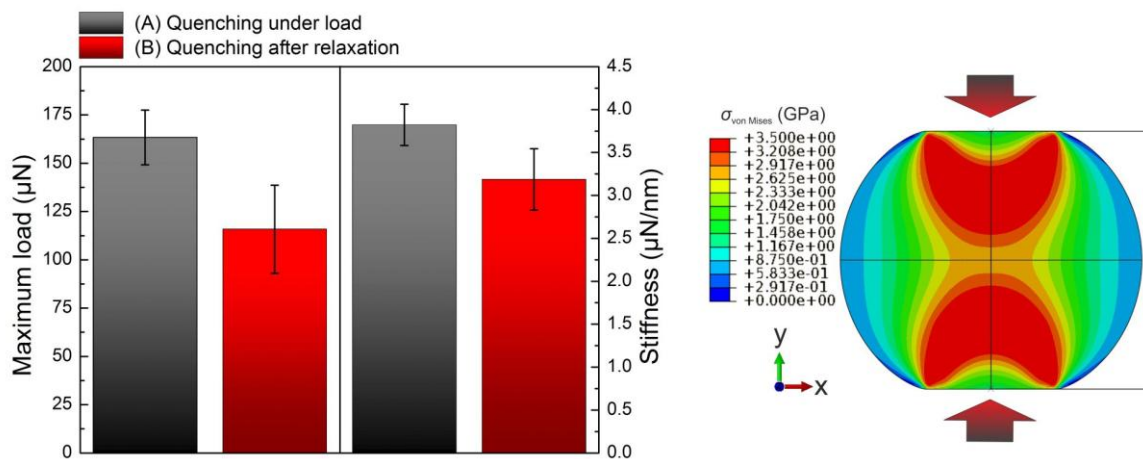 (A) Quenching under load
(B) Quenching after relaxation
200
175
150
125
100
75
50
25
0
Maximum load (μN)
4.5
4.0
3.5
3.0
2.5
2.0
1.5
1.0
0.5
0.0
Stiffness (μN/nm)
σvon Mises (GPa)
+3.500e+00
+3.208e+00
+2.917e+00
+2.625e+00
+2.333e+00
+2.042e+00
+1.750e+00
+1.458e+00
+1.167e+00
+8.750e-01
+5.833e-01
+2.917e-01
+0.000e+00
y
x